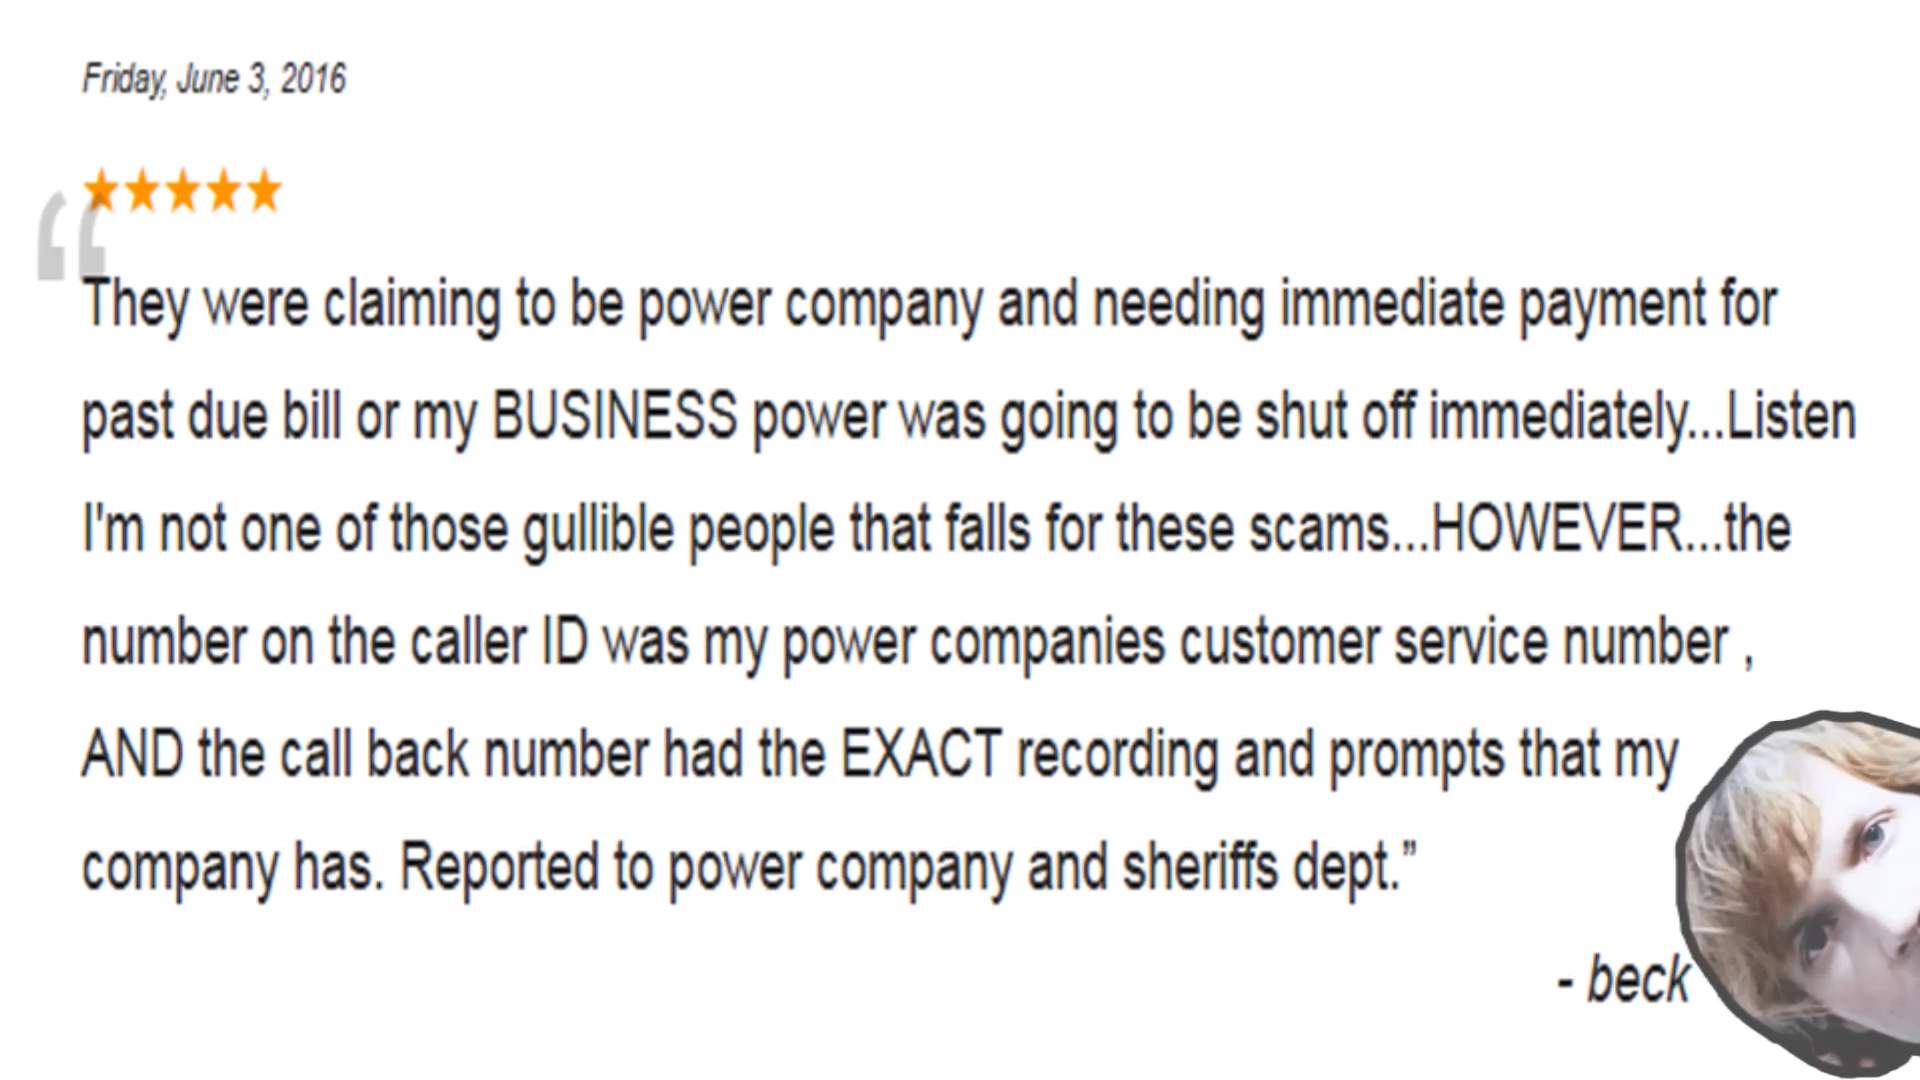 Friday, June 3, 2016
★★★★★
“
They were claiming to be power company and needing immediate payment for
past due bill or my BUSINESS power was going to be shut off immediately...Listen
I'm not one of those gullible people that falls for these scams...HOWEVER...the
number on the caller ID was my power companies customer service number ,
AND the call back number had the EXACT recording and prompts that my
company has. Reported to power company and sheriffs dept.”
- beck